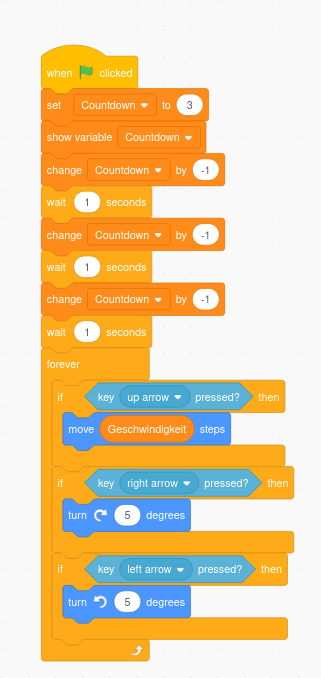 when clicked
set Countdown to 3
show variable Countdown
change Countdown by -1
wait 1 seconds
change Countdown by -1
wait 1 seconds
change Countdown by -1
wait 1 seconds
forever
if key up arrow pressed? then
move Geschwindigkeit steps
if key right arrow pressed? then
turn 5 degrees
if key left arrow pressed? then
turn 5 degrees